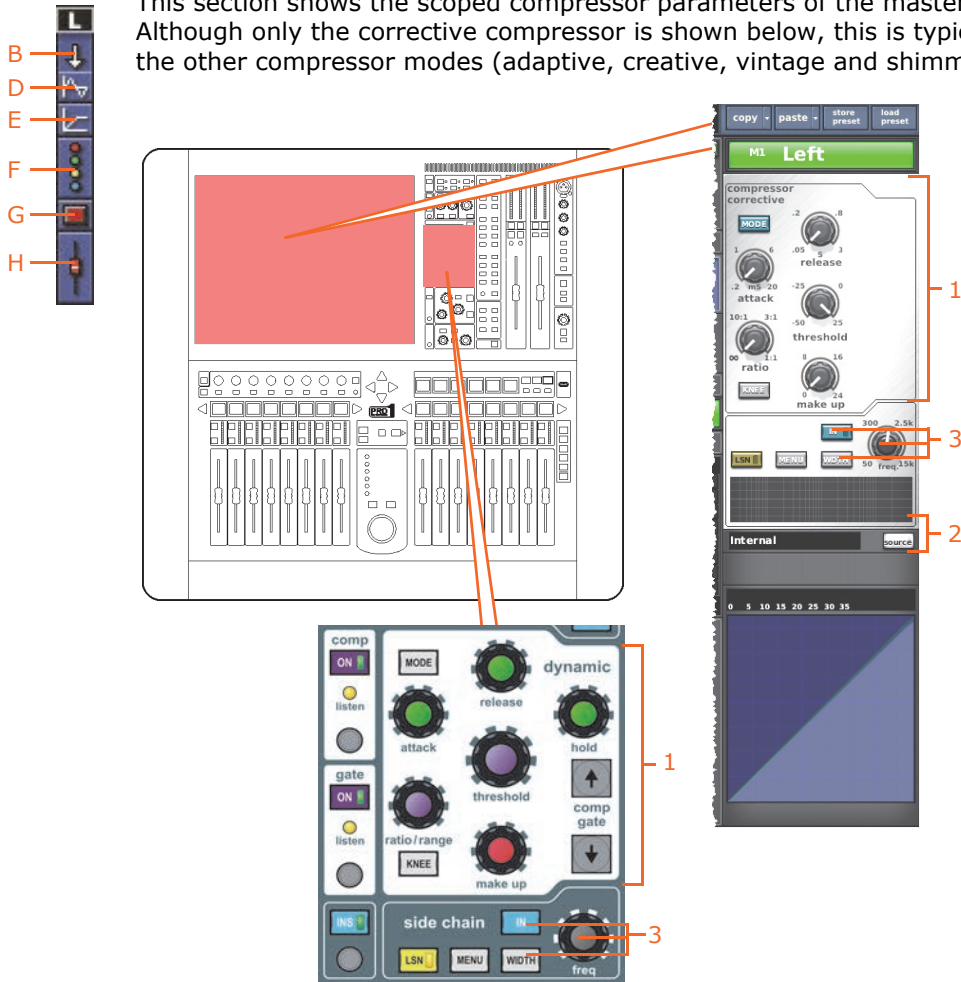 This section shows the scoped compressor parameters of the master
Although only the corrective compressor is shown below, this is typic
the other compressor modes (adaptive, creative, vintage and shimm
L
B
D
E
F
G
H
copy paste store preset load preset
M1 Left
compressor
corrective
MODE
.2 .8
.05 5 3
release
1 6
.2 mS 20
attack
-25 0
-50 25
threshold
10:1 3:1
∞ 1:1
ratio
8 16
0 24
make up
KNEE
1
IN
300 2.5k
3
LSN MENU WIDTH
50 freq. 15k
2
Internal source
0 5 10 15 20 25 30 35
PRO1
comp
ON
listen
MODE
release
dynamic
attack
hold
gate
ON
listen
threshold
comp
gate
ratio/range
KNEE
make up
1
INS
side chain IN
3
LSN MENU WIDTH
freq